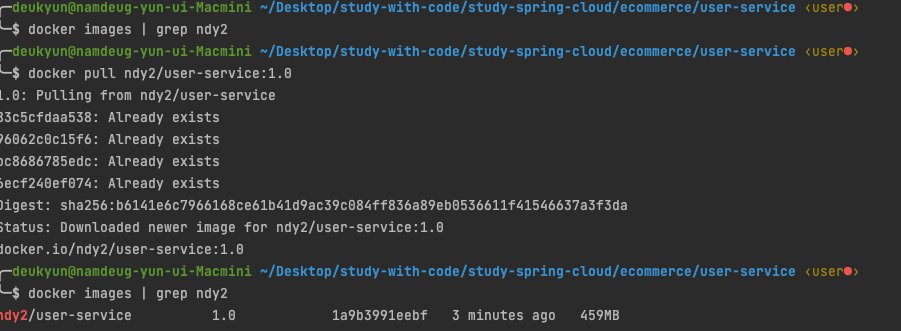 deukyun@namdeug-yun-ui-Macmini ~/Desktop/study-with-code/study-spring-cloud/ecommerce/user-service ‹user●›
$ docker images | grep ndy2
deukyun@namdeug-yun-ui-Macmini ~/Desktop/study-with-code/study-spring-cloud/ecommerce/user-service ‹user●›
$ docker pull ndy2/user-service:1.0
1.0: Pulling from ndy2/user-service
83c5cfdaa538: Already exists
96062c0c15f6: Already exists
bc8686785edc: Already exists
6ecf240ef074: Already exists
Digest: sha256:b6141e6c7966168ce61b41d9ac39c084ff836a89eb0536611f41546637a3f3da
Status: Downloaded newer image for ndy2/user-service:1.0
docker.io/ndy2/user-service:1.0
deukyun@namdeug-yun-ui-Macmini ~/Desktop/study-with-code/study-spring-cloud/ecommerce/user-service ‹user●›
$ docker images | grep ndy2
ndy2/user-service 1.0 1a9b3991eebf 3 minutes ago 459MB